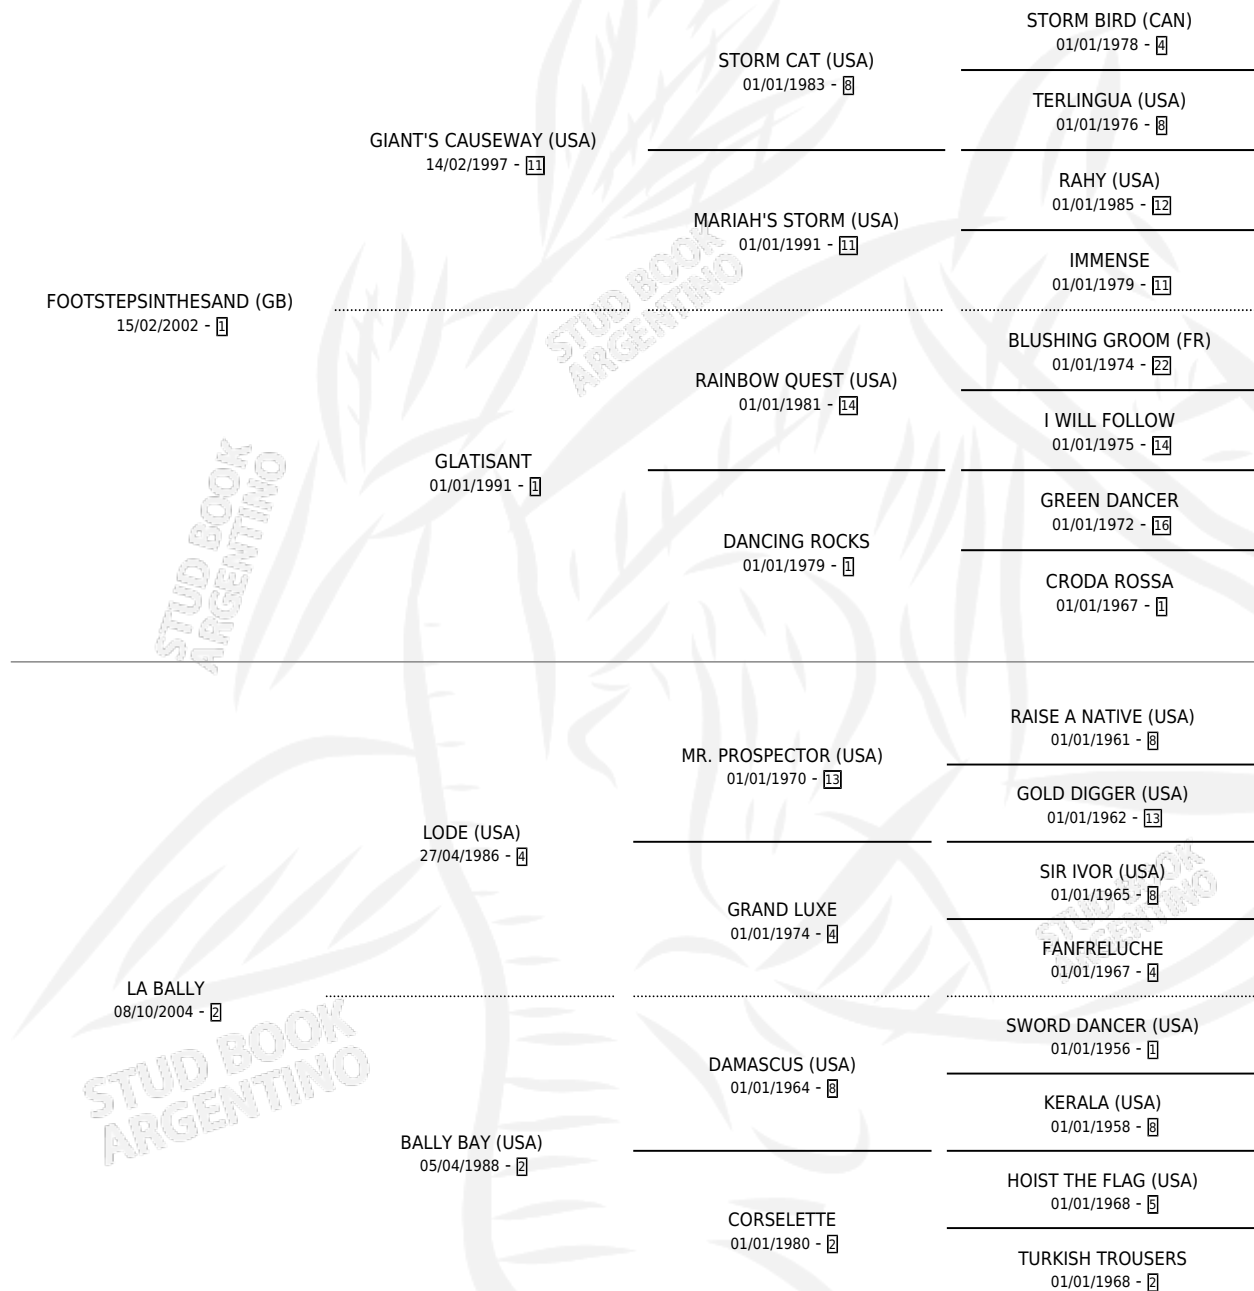 STORM BIRD (CAN)
01/01/1978 - 4
STORM CAT (USA)
01/01/1983 - 8
TERLINGUA (USA)
01/01/1976 - 8
GIANT'S CAUSEWAY (USA)
14/02/1997 - 11
RAHY (USA)
01/01/1985 - 12
MARIAH'S STORM (USA)
01/01/1991 - 11
IMMENSE
01/01/1979 - 11
FOOTSTEPSINTHESAND (GB)
15/02/2002 - 1
BLUSHING GROOM (FR)
01/01/1974 - 22
RAINBOW QUEST (USA)
01/01/1981 - 14
I WILL FOLLOW
01/01/1975 - 14
GLATISANT
01/01/1991 - 1
GREEN DANCER
01/01/1972 - 16
DANCING ROCKS
01/01/1979 - 1
CRODA ROSSA
01/01/1967 - 1
RAISE A NATIVE (USA)
01/01/1961 - 8
MR. PROSPECTOR (USA)
01/01/1970 - 13
GOLD DIGGER (USA)
01/01/1962 - 13
LODE (USA)
27/04/1986 - 4
SIR IVOR (USA)
01/01/1965 - 8
GRAND LUXE
01/01/1974 - 4
FANFRELUCHE
01/01/1967 - 4
LA BALLY
08/10/2004 - 2
SWORD DANCER (USA)
01/01/1956 - 1
DAMASCUS (USA)
01/01/1964 - 8
KERALA (USA)
01/01/1958 - 8
BALLY BAY (USA)
05/04/1988 - 2
HOIST THE FLAG (USA)
01/01/1968 - 5
CORSELETTE
01/01/1980 - 2
TURKISH TROUSERS
01/01/1968 - 2
STUD BOOK
ARGENTINO
STUD BOOK
ARGENTINO
STUD BOOK
ARGENTINO
STUD BOOK
ARGENTINO